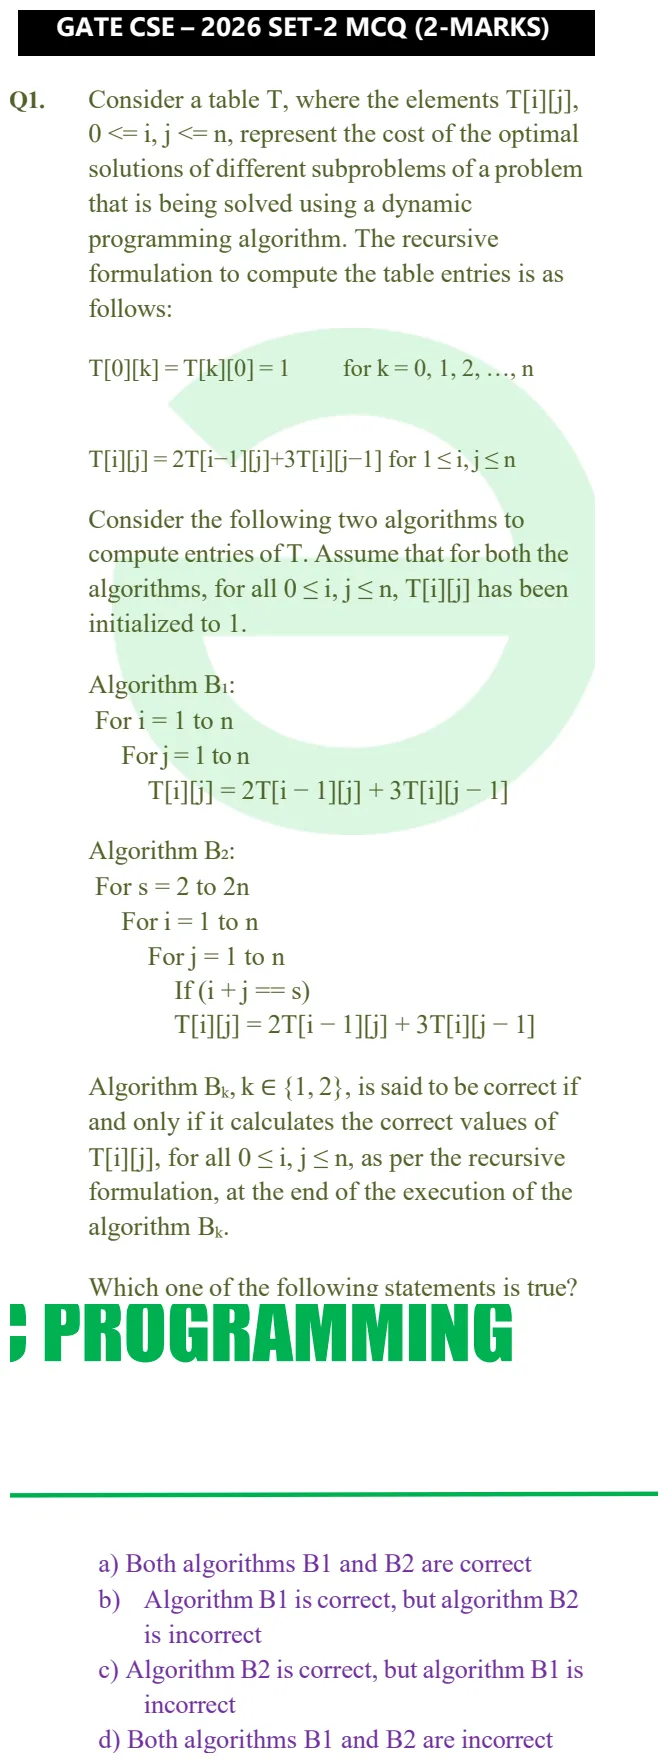 GATE CSE – 2026 SET-2 MCQ (2-MARKS)
Q1. Consider a table T, where the elements T[i][j],
0 <= i, j <= n, represent the cost of the optimal
solutions of different subproblems of a problem
that is being solved using a dynamic
programming algorithm. The recursive
formulation to compute the table entries is as
follows:
T[0][k] = T[k][0] = 1 for k = 0, 1, 2, …, n
T[i][j] = 2T[i−1][j]+3T[i][j−1] for 1 ≤ i, j ≤ n
Consider the following two algorithms to
compute entries of T. Assume that for both the
algorithms, for all 0 ≤ i, j ≤ n, T[i][j] has been
initialized to 1.
Algorithm B₁:
For i = 1 to n
For j = 1 to n
T[i][j] = 2T[i − 1][j] + 3T[i][j − 1]
Algorithm B₂:
For s = 2 to 2n
For i = 1 to n
For j = 1 to n
If (i + j == s)
T[i][j] = 2T[i − 1][j] + 3T[i][j − 1]
Algorithm Bₖ, k ∈ {1, 2}, is said to be correct if
and only if it calculates the correct values of
T[i][j], for all 0 ≤ i, j ≤ n, as per the recursive
formulation, at the end of the execution of the
algorithm Bₖ.
Which one of the following statements is true?
PROGRAMMING
a) Both algorithms B1 and B2 are correct
b) Algorithm B1 is correct, but algorithm B2
is incorrect
c) Algorithm B2 is correct, but algorithm B1 is
incorrect
d) Both algorithms B1 and B2 are incorrect